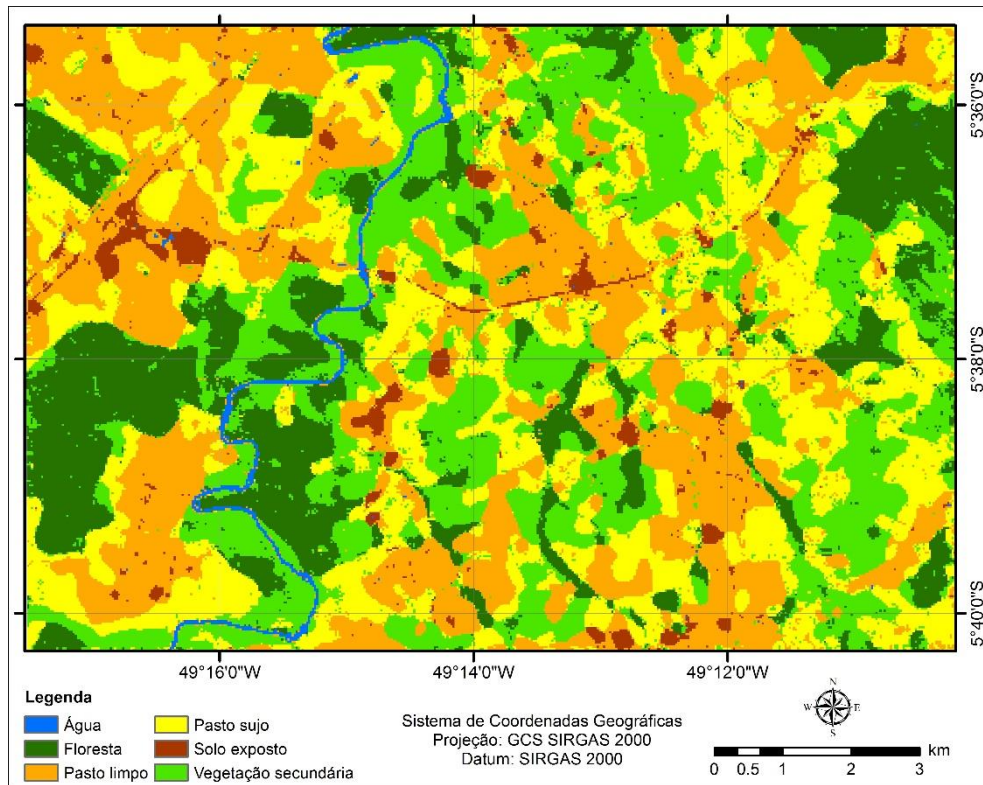 5°36'0"S
5°38'0"S
5°40'0"S
49°16'0"W
49°14'0"W
49°12'0"W
Legenda
Água
Floresta
Pasto limpo
Pasto sujo
Solo exposto
Vegetação secundária
Sistema de Coordenadas Geográficas
Projeção: GCS SIRGAS 2000
Datum: SIRGAS 2000
N
W
E
S
km
0 0.5 1 2 3